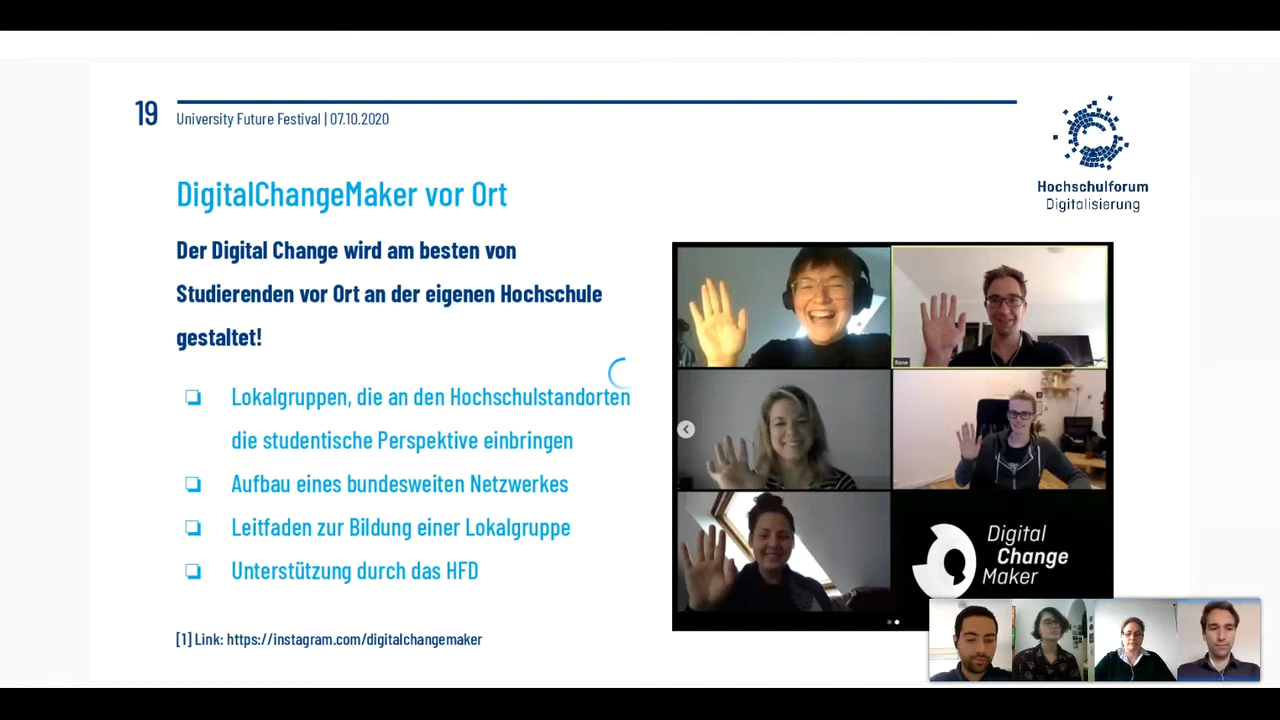 19
University Future Festival | 07.10.2020
Hochschulforum
Digitalisierung
DigitalChangeMaker vor Ort
Der Digital Change wird am besten von
Studierenden vor Ort an der eigenen Hochschule
gestaltet!
Lokalgruppen, die an den Hochschulstandorten
die studentische Perspektive einbringen
Aufbau eines bundesweiten Netzwerkes
Leitfaden zur Bildung einer Lokalgruppe
Unterstützung durch das HFD
[1] Link: https://instagram.com/digitalchangemaker
Rene
Digital
Change
Maker